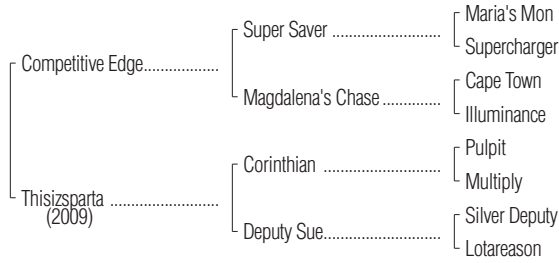 Maria's Mon
Super Saver ......................
Supercharger
Competitive Edge...............
Cape Town
Magdalena's Chase ............
Illuminance
Pulpit
Corinthian ........................
Multiply
Thisizsparta ......................
(2009)
Silver Deputy
Deputy Sue.......................
Lotareason